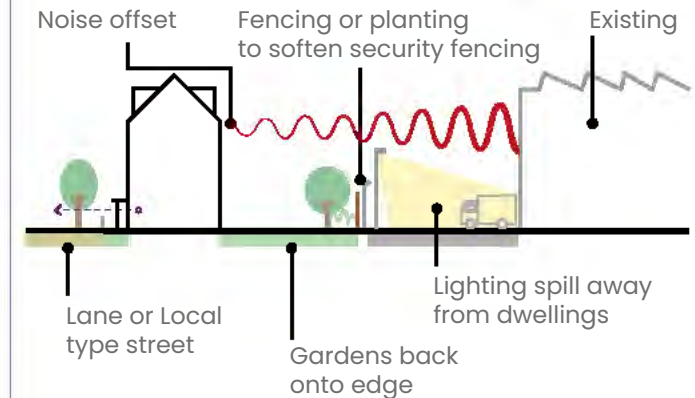 Noise offset
Fencing or planting
to soften security fencing
Existing
Lighting spill away
from dwellings
Lane or Local
type street
Gardens back
onto edge